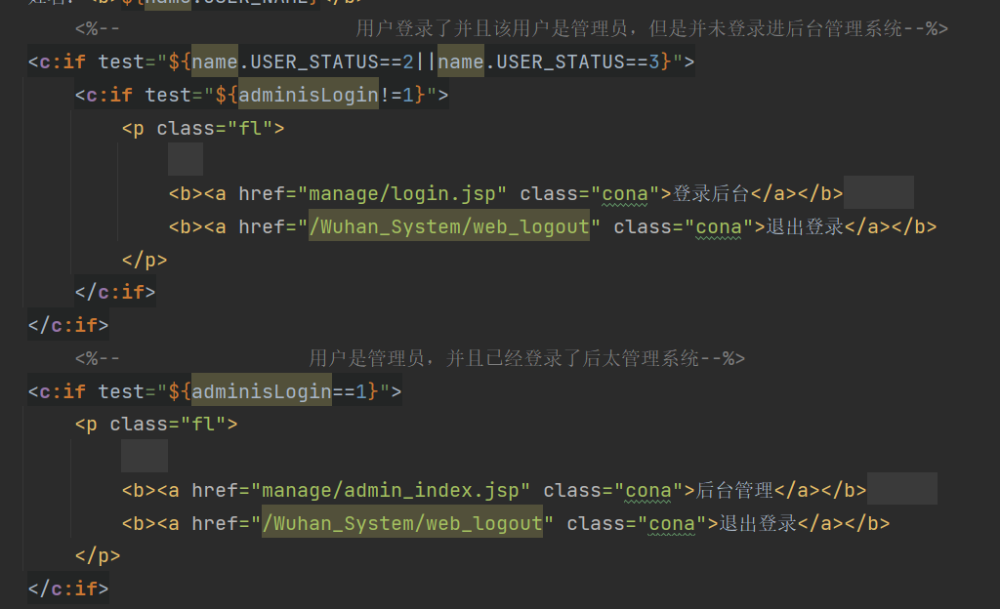 姓名: <b>${name.USER_NAME}</b>
<%-- 用户登录了并且该用户是管理员，但是并未登录进后台管理系统--%>
<c:if test="${name.USER_STATUS==2||name.USER_STATUS==3}">
<c:if test="${adminisLogin!=1}">
<p class="fl">
<b><a href="manage/login.jsp" class="cona">登录后台</a></b>
<b><a href="/Wuhan_System/web_logout" class="cona">退出登录</a></b>
</p>
</c:if>
</c:if>
<%-- 用户是管理员，并且已经登录了后太管理系统--%>
<c:if test="${adminisLogin==1}">
<p class="fl">
<b><a href="manage/admin_index.jsp" class="cona">后台管理</a></b>
<b><a href="/Wuhan_System/web_logout" class="cona">退出登录</a></b>
</p>
</c:if>